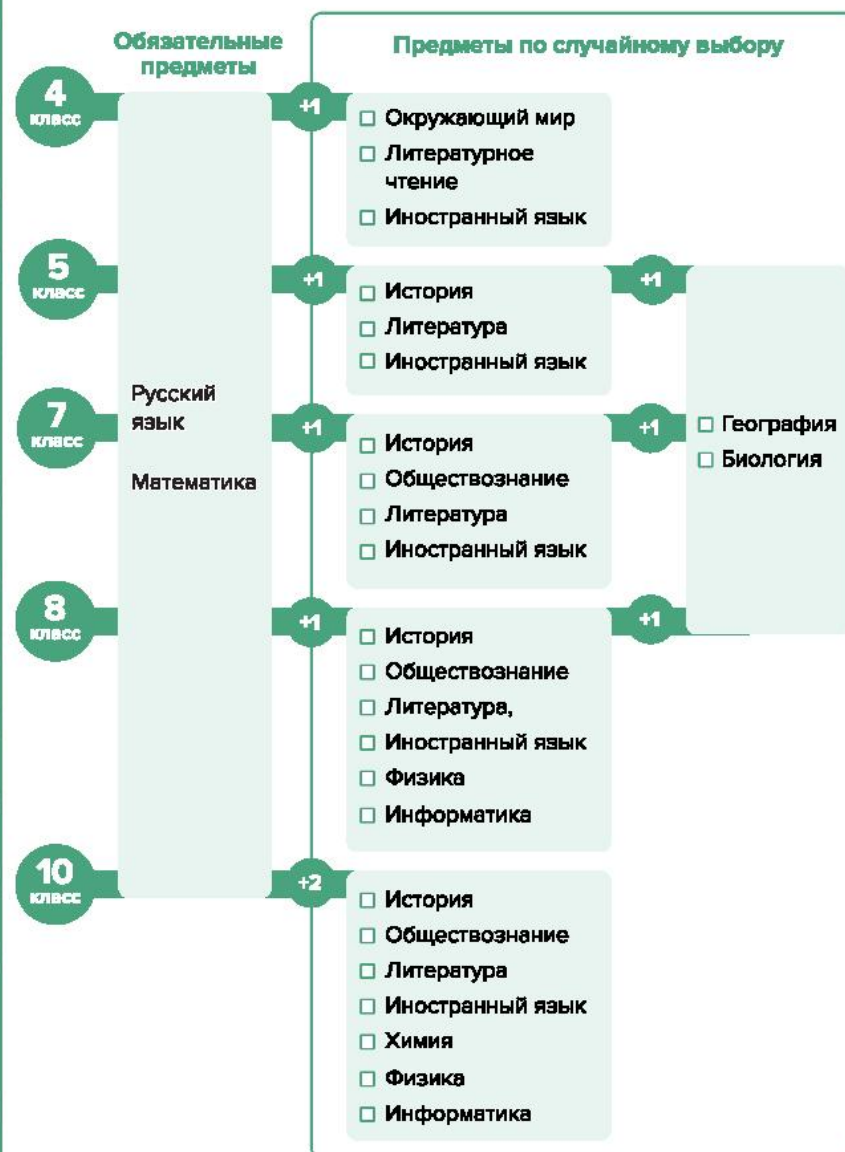 Обязательные
предметы
Предметы по случайному выбору
4
класс
+1
Окружающий мир
Литературное
чтение
Иностранный язык
5
класс
+1
История
Литература
Иностранный язык
+1
Русский
язык
Математика
7
класс
+1
История
Обществознание
Литература
Иностранный язык
+1
География
Биология
8
класс
+1
История
Обществознание
Литература,
Иностранный язык
Физика
Информатика
+1
10
класс
+2
История
Обществознание
Литература
Иностранный язык
Химия
Физика
Информатика